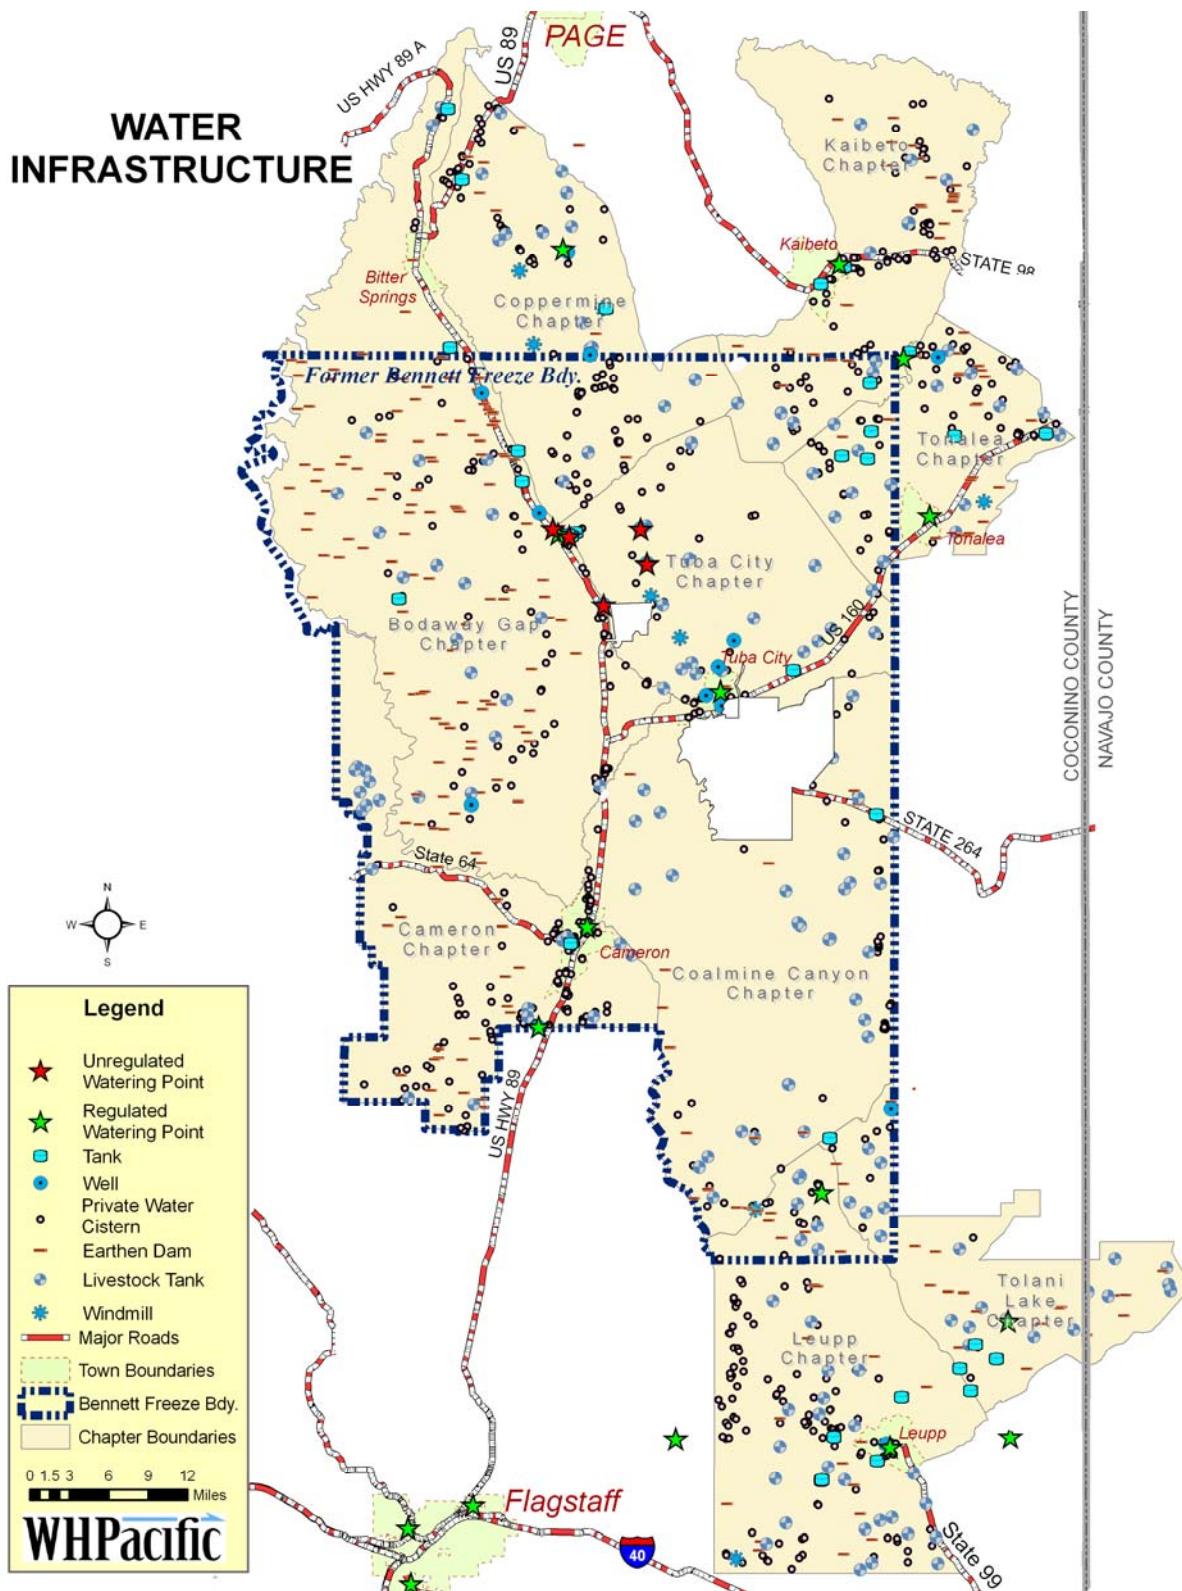 PAGE
US HWY 89 A
US 89
WATER
INFRASTRUCTURE
Kaibeto
Chapter
Kaibeto
STATE 98
Bitter
Springs
Coppermine
Chapter
Former Bennett Freeze Bdy.
Tonalea
Chapter
Tonalea
Tuba City
Chapter
Bodaway Gap
Chapter
US 160
Tuba City
COCONINO COUNTY
NAVAJO COUNTY
STATE 264
State 64
N
W
E
S
Cameron
Chapter
Cameron
Coalmine Canyon
Chapter
US HWY 89
Legend
Unregulated
Watering Point
Regulated
Watering Point
Tank
Well
Private Water
Cistern
Earthen Dam
Livestock Tank
Windmill
Major Roads
Town Boundaries
Bennett Freeze Bdy.
Chapter Boundaries
0 1.5 3 6 9 12
Miles
WHPacific
Tolani
Lake
Chapter
Leupp
Chapter
Leupp
Flagstaff
40
State 99